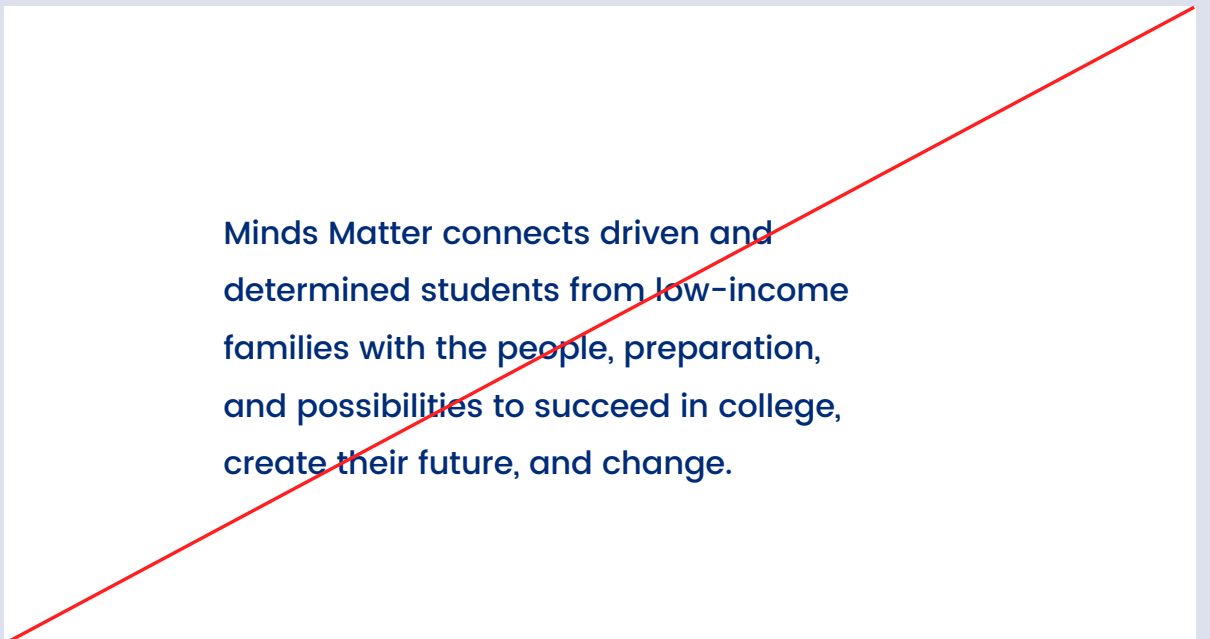 Minds Matter connects driven and
determined students from low-income
families with the people, preparation,
and possibilities to succeed in college,
create their future, and change.